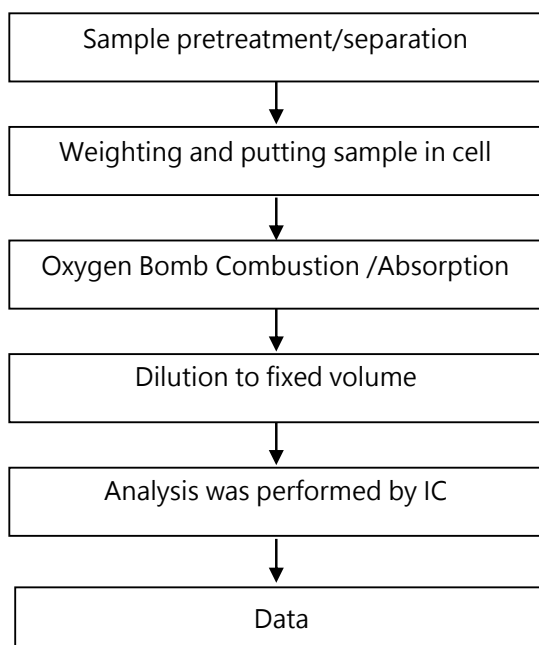 Sample pretreatment/separation
Weighting and putting sample in cell
Oxygen Bomb Combustion /Absorption
Dilution to fixed volume
Analysis was performed by IC
Data